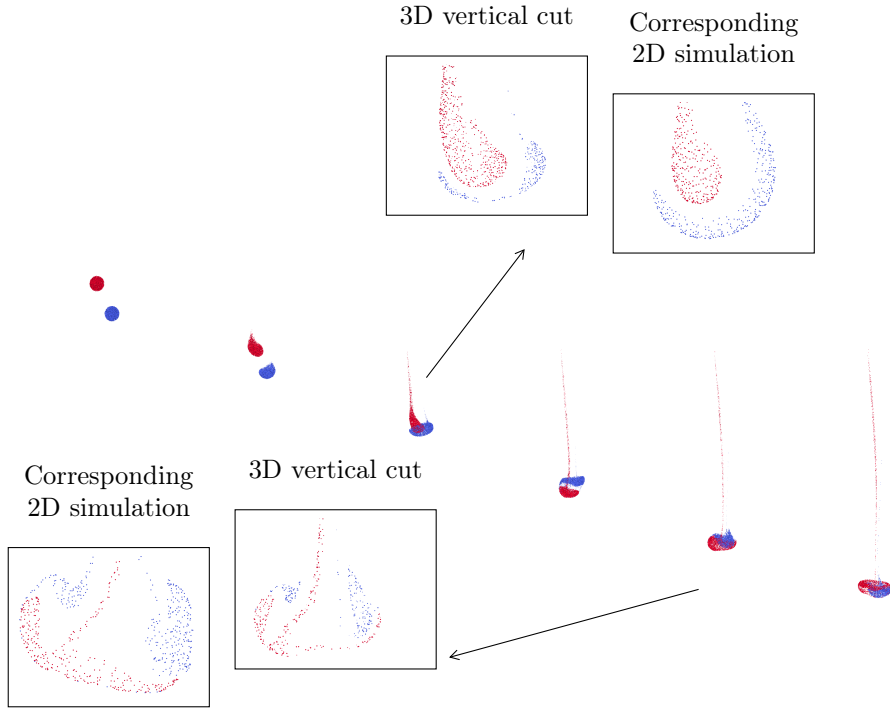 3D vertical cut
Corresponding
2D simulation
Corresponding
2D simulation
3D vertical cut